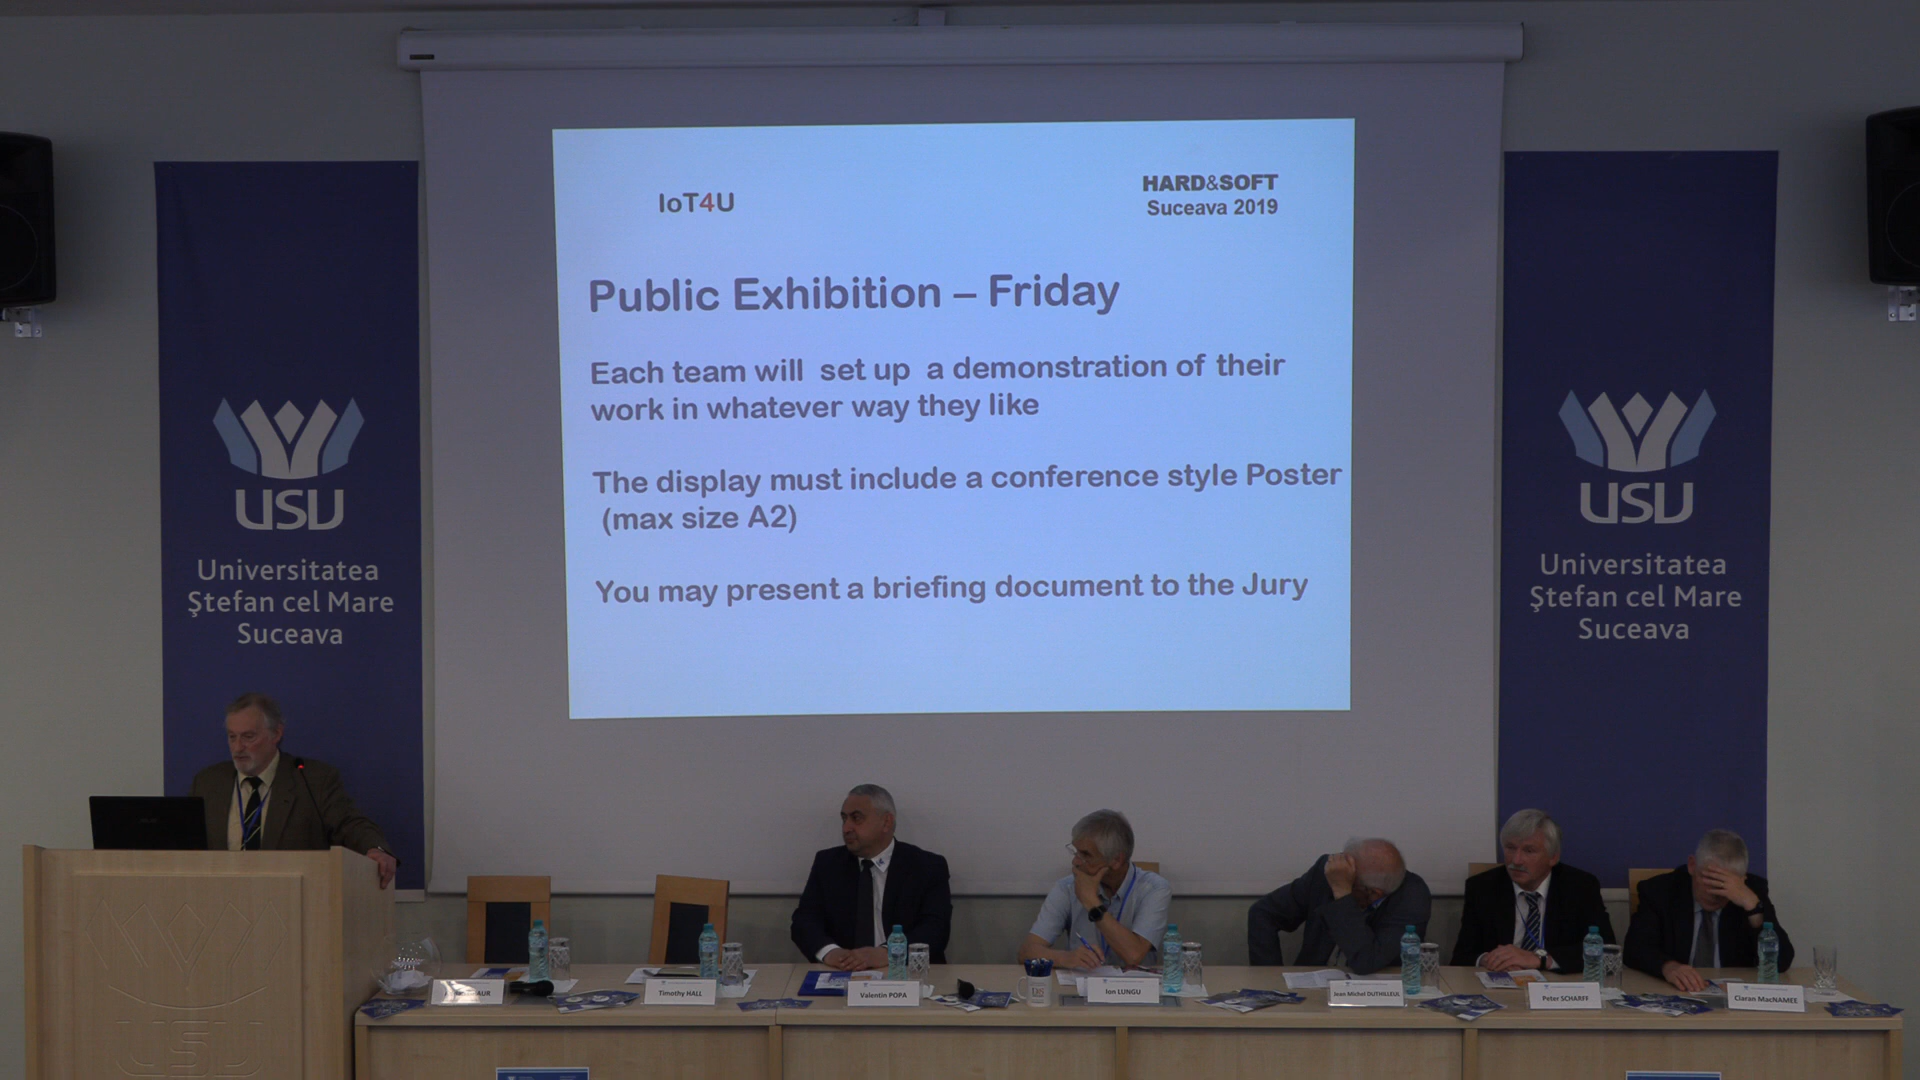 IoT4U
HARD&SOFT
Suceava 2019
Public Exhibition – Friday
Each team will set up a demonstration of their
work in whatever way they like
The display must include a conference style Poster
(max size A2)
You may present a briefing document to the Jury
USV
Universitatea
Ştefan cel Mare
Suceava
USV
Universitatea
Ştefan cel Mare
Suceava
USV
Timothy HALL
Valentin POPA
Ion LUNGU
Jean Michel DUTHILLEUL
Peter SCHARFF
Ciaran MacNAMEE